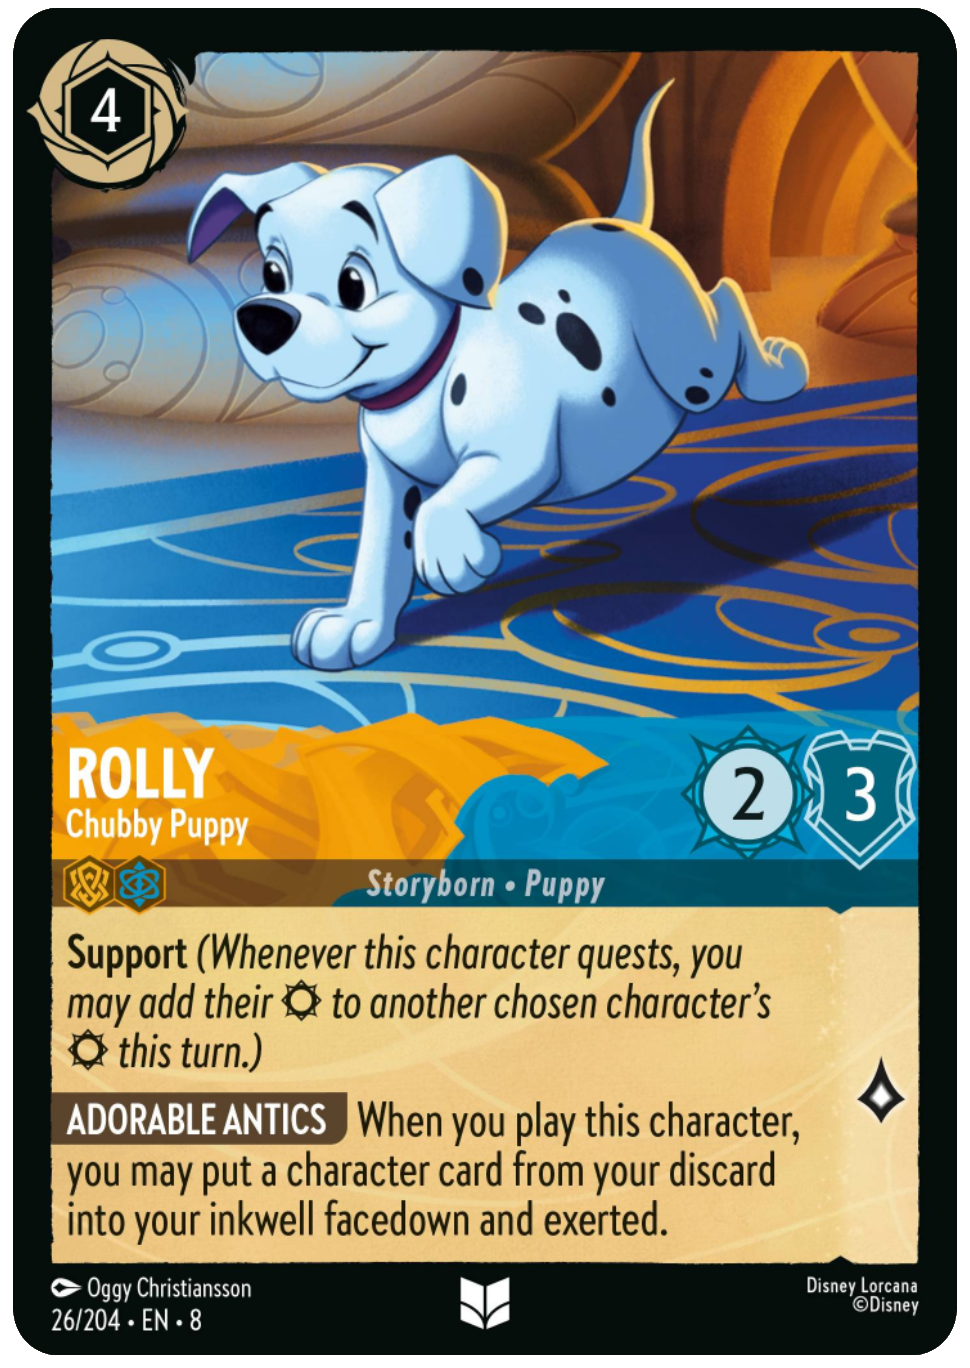 4
ROLLY
Chubby Puppy
2
3
Storyborn • Puppy
Support (Whenever this character quests, you
may add their to another chosen character's
this turn.)
ADORABLE ANTICS When you play this character,
you may put a character card from your discard
into your inkwell facedown and exerted.
Oggy Christiansson
26/204 • EN • 8
Disney Lorcana
©Disney